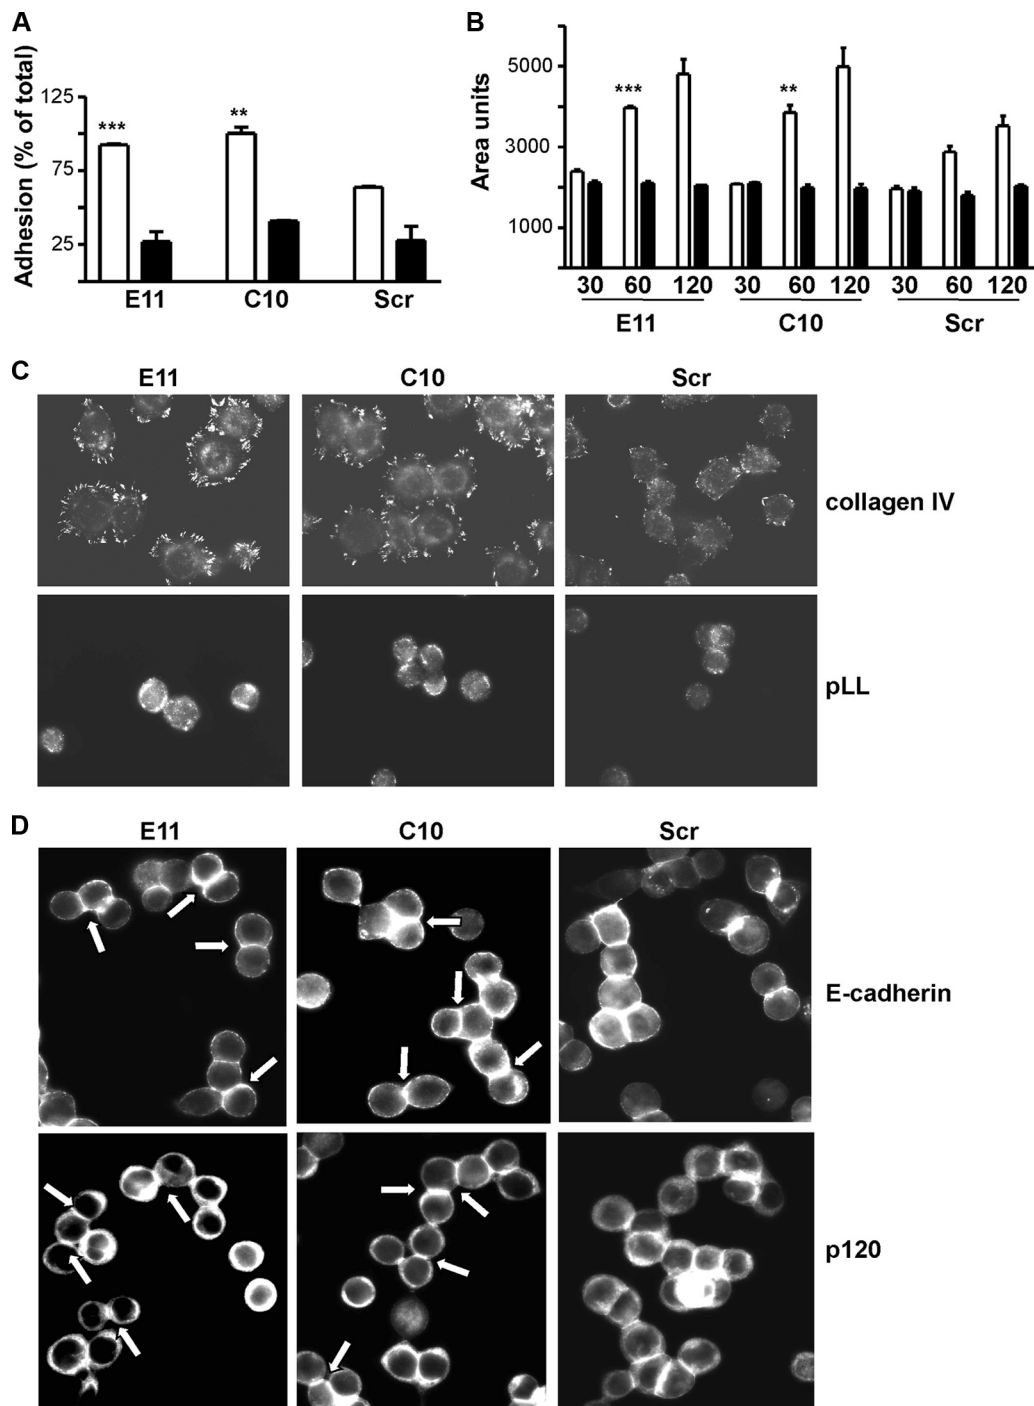 A
Adhesion (% of total)
125
75
25
***
**
E11 C10 Scr
B
Area units
5000
3000
1000
***
**
30 60 120 30 60 120 30 60 120
E11 C10 Scr
C
E11 C10 Scr
collagen IV
pLL
D
E11 C10 Scr
E-cadherin
p120